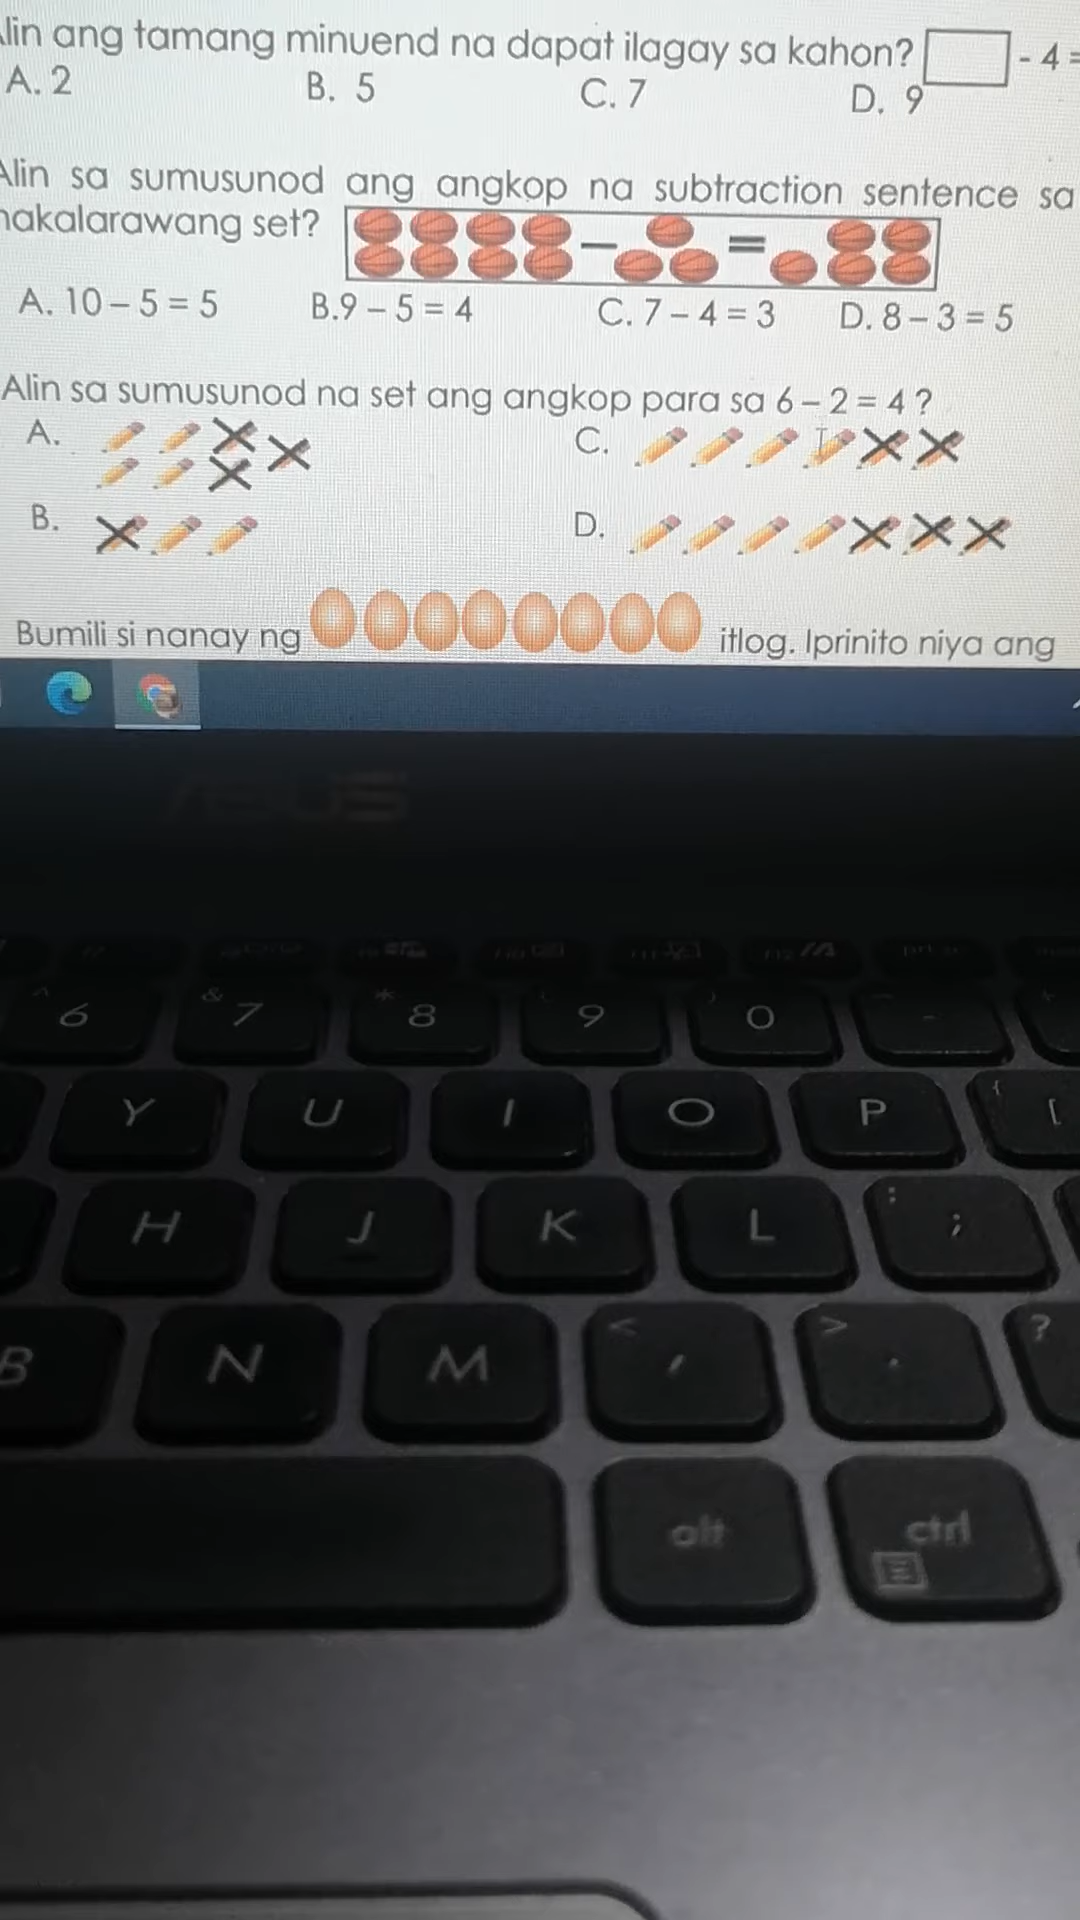 lin ang tamang minuend na dapat ilagay sa kahon? - 4 =
A. 2 B. 5 C. 7 D. 9
Alin sa sumusunod ang angkop na subtraction sentence sa
nakalarawang set? − =
A. 10 – 5 = 5 B.9 – 5 = 4 C. 7 – 4 = 3 D. 8 – 3 = 5
Alin sa sumusunod na set ang angkop para sa 6 – 2 = 4 ?
A. C.
B. D.
Bumili si nanay ng itlog. Iprinito niya ang
ASUS
^ 6 & 7 * 8 9 ) 0 -
Y U I O P { [
H J K L : ;
B N M < , > . ?
alt ctrl